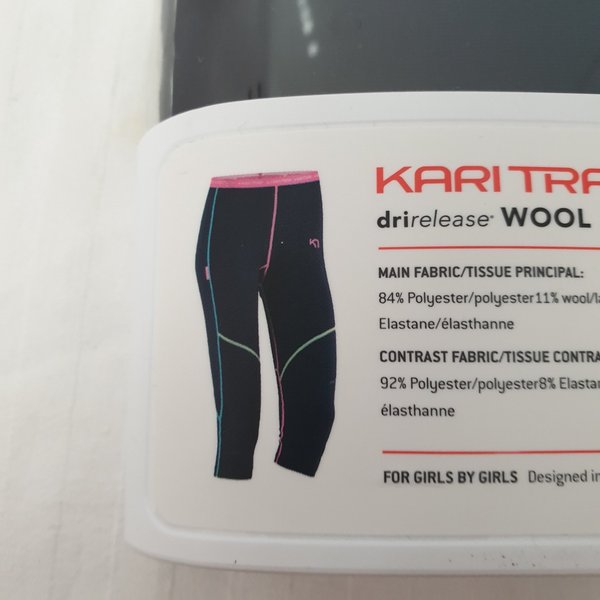 KARI TRA
drirelease® WOOL
MAIN FABRIC/TISSUE PRINCIPAL:
84% Polyester/polyester11% wool/la
Elastane/élasthanne
CONTRAST FABRIC/TISSUE CONTRA
92% Polyester/polyester8% Elasta
élasthanne
FOR GIRLS BY GIRLS Designed in